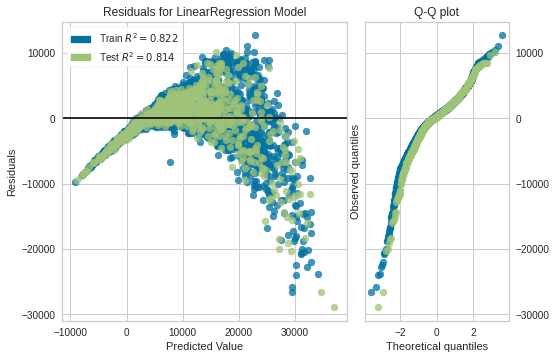 Residuals for LinearRegression Model
Q-Q plot
Train R² = 0.822
Test R² = 0.814
10000
0
−10000
−20000
−30000
Residuals
−10000
0
10000
20000
30000
Predicted Value
Observed quantiles
−2
0
2
Theoretical quantiles
10000
0
−10000
−20000
−30000